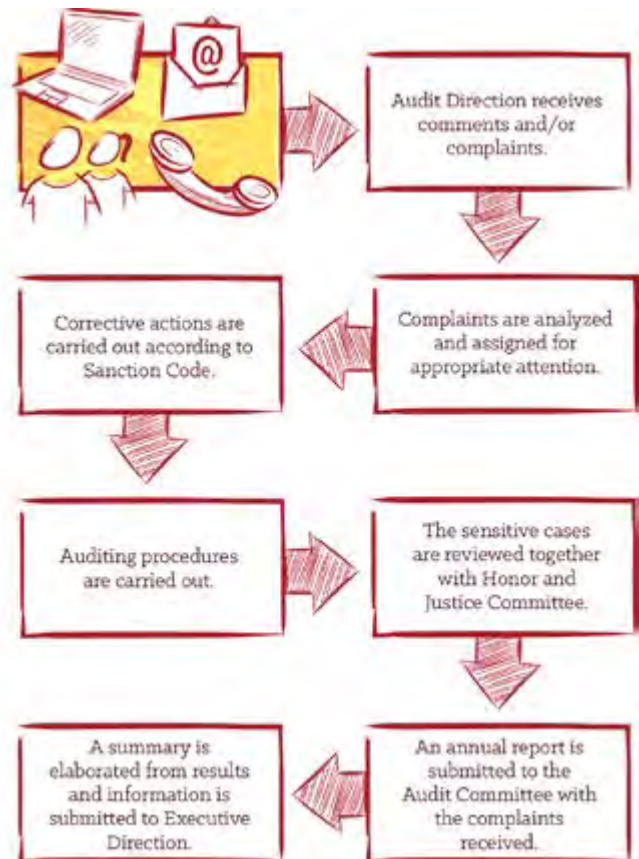 @
Audit Direction receives
comments and/or
complaints.
Complaints are analyzed
and assigned for
appropriate attention.
Corrective actions are
carried out according to
Sanction Code.
Auditing procedures
are carried out.
The sensitive cases
are reviewed together
with Honor and
Justice Committee.
An annual report is
submitted to the
Audit Committee with
the complaints
received.
A summary is
elaborated from results
and information is
submitted to Executive
Direction.